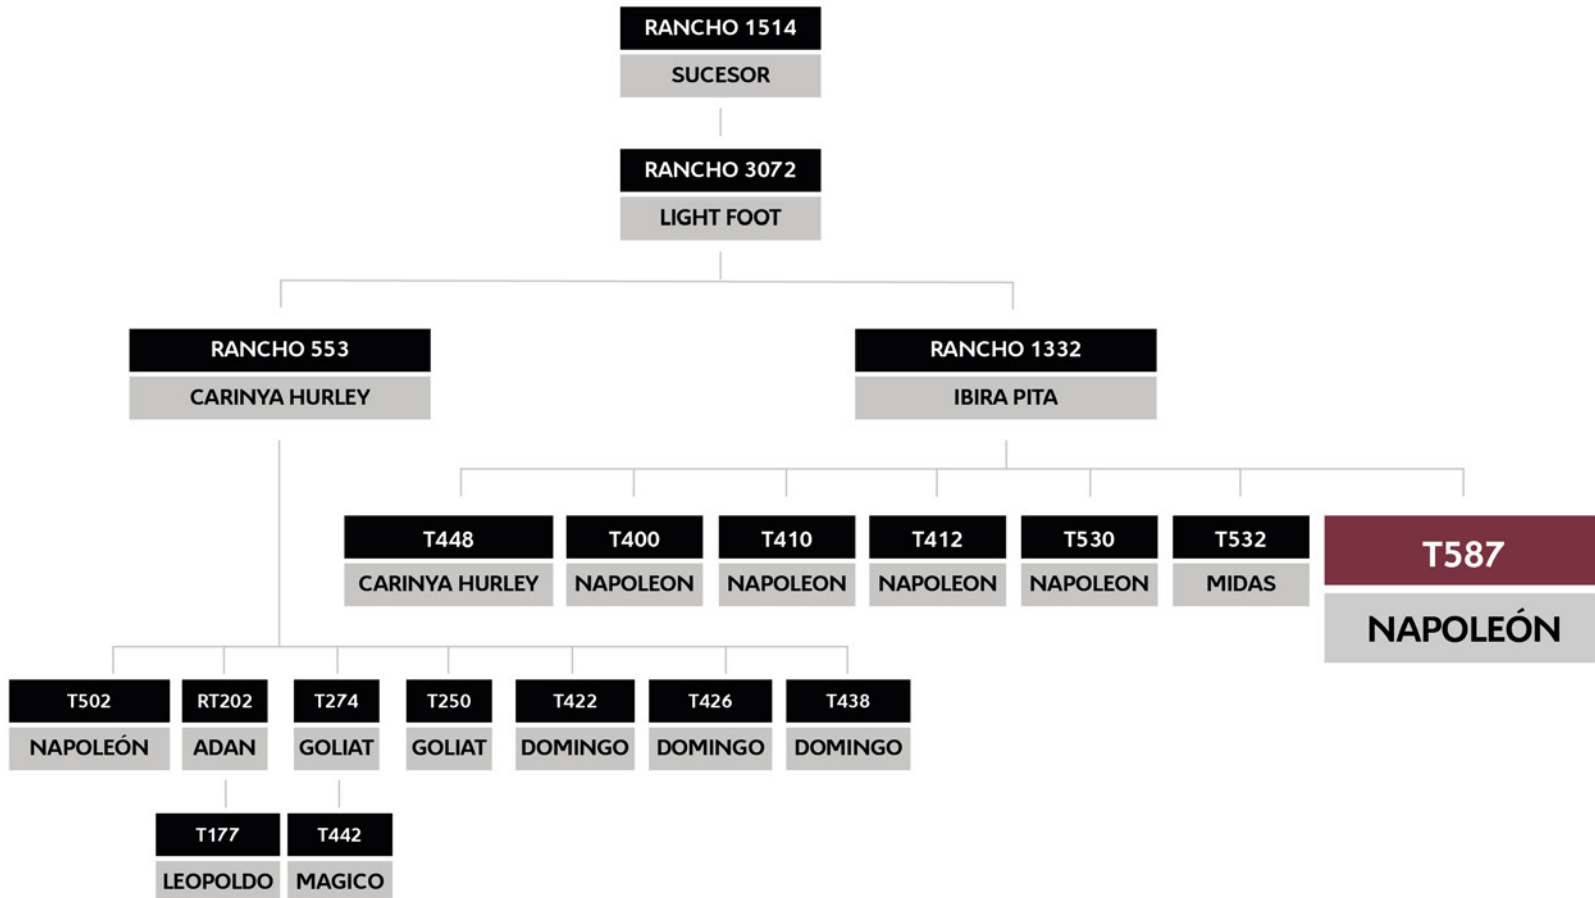 RANCHO 1514
SUCESOR
RANCHO 3072
LIGHT FOOT
RANCHO 553
CARINYA HURLEY
RANCHO 1332
IBIRA PITA
T448
CARINYA HURLEY
T400
NAPOLEON
T410
NAPOLEON
T412
NAPOLEON
T530
NAPOLEON
T532
MIDAS
T587
NAPOLEÓN
T502
NAPOLEÓN
RT202
ADAN
T274
GOLIAT
T250
GOLIAT
T422
DOMINGO
T426
DOMINGO
T438
DOMINGO
T177
LEOPOLDO
T442
MAGICO